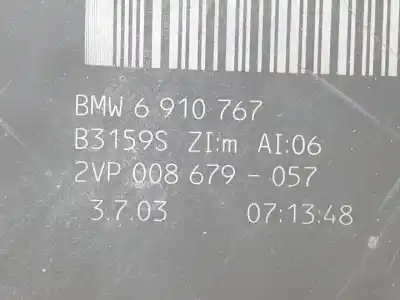 BMW 6 910 767
B3159S ZI:m AI:06
2VP 008 679-057
3.7.03 07:13:48